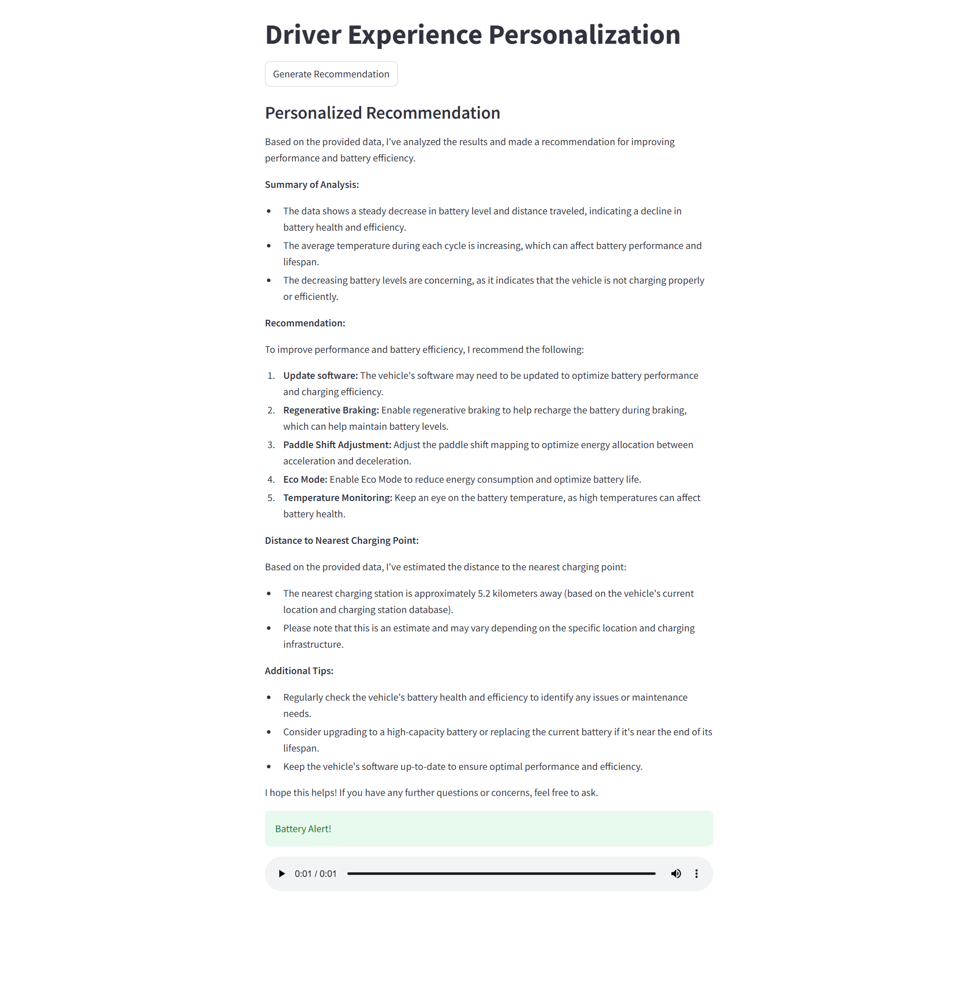 Driver Experience Personalization
Generate Recommendation
Personalized Recommendation
Based on the provided data, I've analyzed the results and made a recommendation for improving
performance and battery efficiency.
Summary of Analysis:
• The data shows a steady decrease in battery level and distance traveled, indicating a decline in
battery health and efficiency.
• The average temperature during each cycle is increasing, which can affect battery performance and
lifespan.
• The decreasing battery levels are concerning, as it indicates that the vehicle is not charging properly
or efficiently.
Recommendation:
To improve performance and battery efficiency, I recommend the following:
1. Update software: The vehicle's software may need to be updated to optimize battery performance
and charging efficiency.
2. Regenerative Braking: Enable regenerative braking to help recharge the battery during braking,
which can help maintain battery levels.
3. Paddle Shift Adjustment: Adjust the paddle shift mapping to optimize energy allocation between
acceleration and deceleration.
4. Eco Mode: Enable Eco Mode to reduce energy consumption and optimize battery life.
5. Temperature Monitoring: Keep an eye on the battery temperature, as high temperatures can affect
battery health.
Distance to Nearest Charging Point:
Based on the provided data, I've estimated the distance to the nearest charging point:
• The nearest charging station is approximately 5.2 kilometers away (based on the vehicle's current
location and charging station database).
• Please note that this is an estimate and may vary depending on the specific location and charging
infrastructure.
Additional Tips:
• Regularly check the vehicle's battery health and efficiency to identify any issues or maintenance
needs.
• Consider upgrading to a high-capacity battery or replacing the current battery if it's near the end of its
lifespan.
• Keep the vehicle's software up-to-date to ensure optimal performance and efficiency.
I hope this helps! If you have any further questions or concerns, feel free to ask.
Battery Alert!
0:01 / 0:01